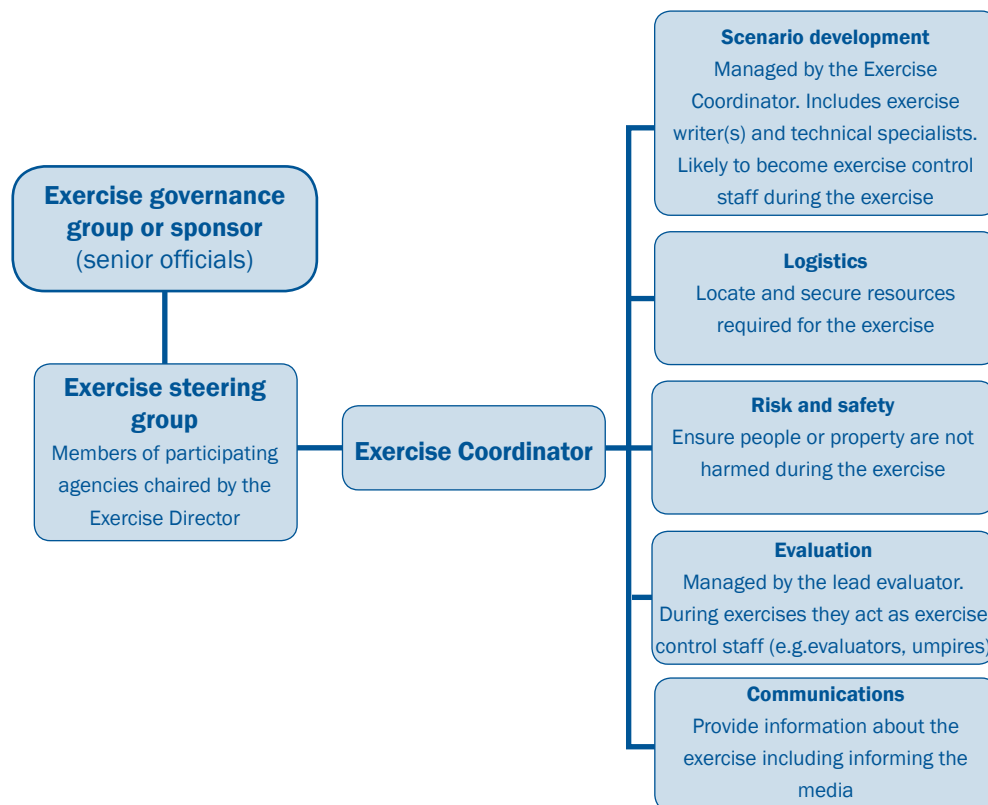 Exercise governance
group or sponsor
(senior officials)
Exercise steering
group
Members of participating
agencies chaired by the
Exercise Director
Exercise Coordinator
Scenario development
Managed by the Exercise
Coordinator. Includes exercise
writer(s) and technical specialists.
Likely to become exercise control
staff during the exercise
Logistics
Locate and secure resources
required for the exercise
Risk and safety
Ensure people or property are not
harmed during the exercise
Evaluation
Managed by the lead evaluator.
During exercises they act as exercise
control staff (e.g.evaluators, umpires)
Communications
Provide information about the
exercise including informing the
media